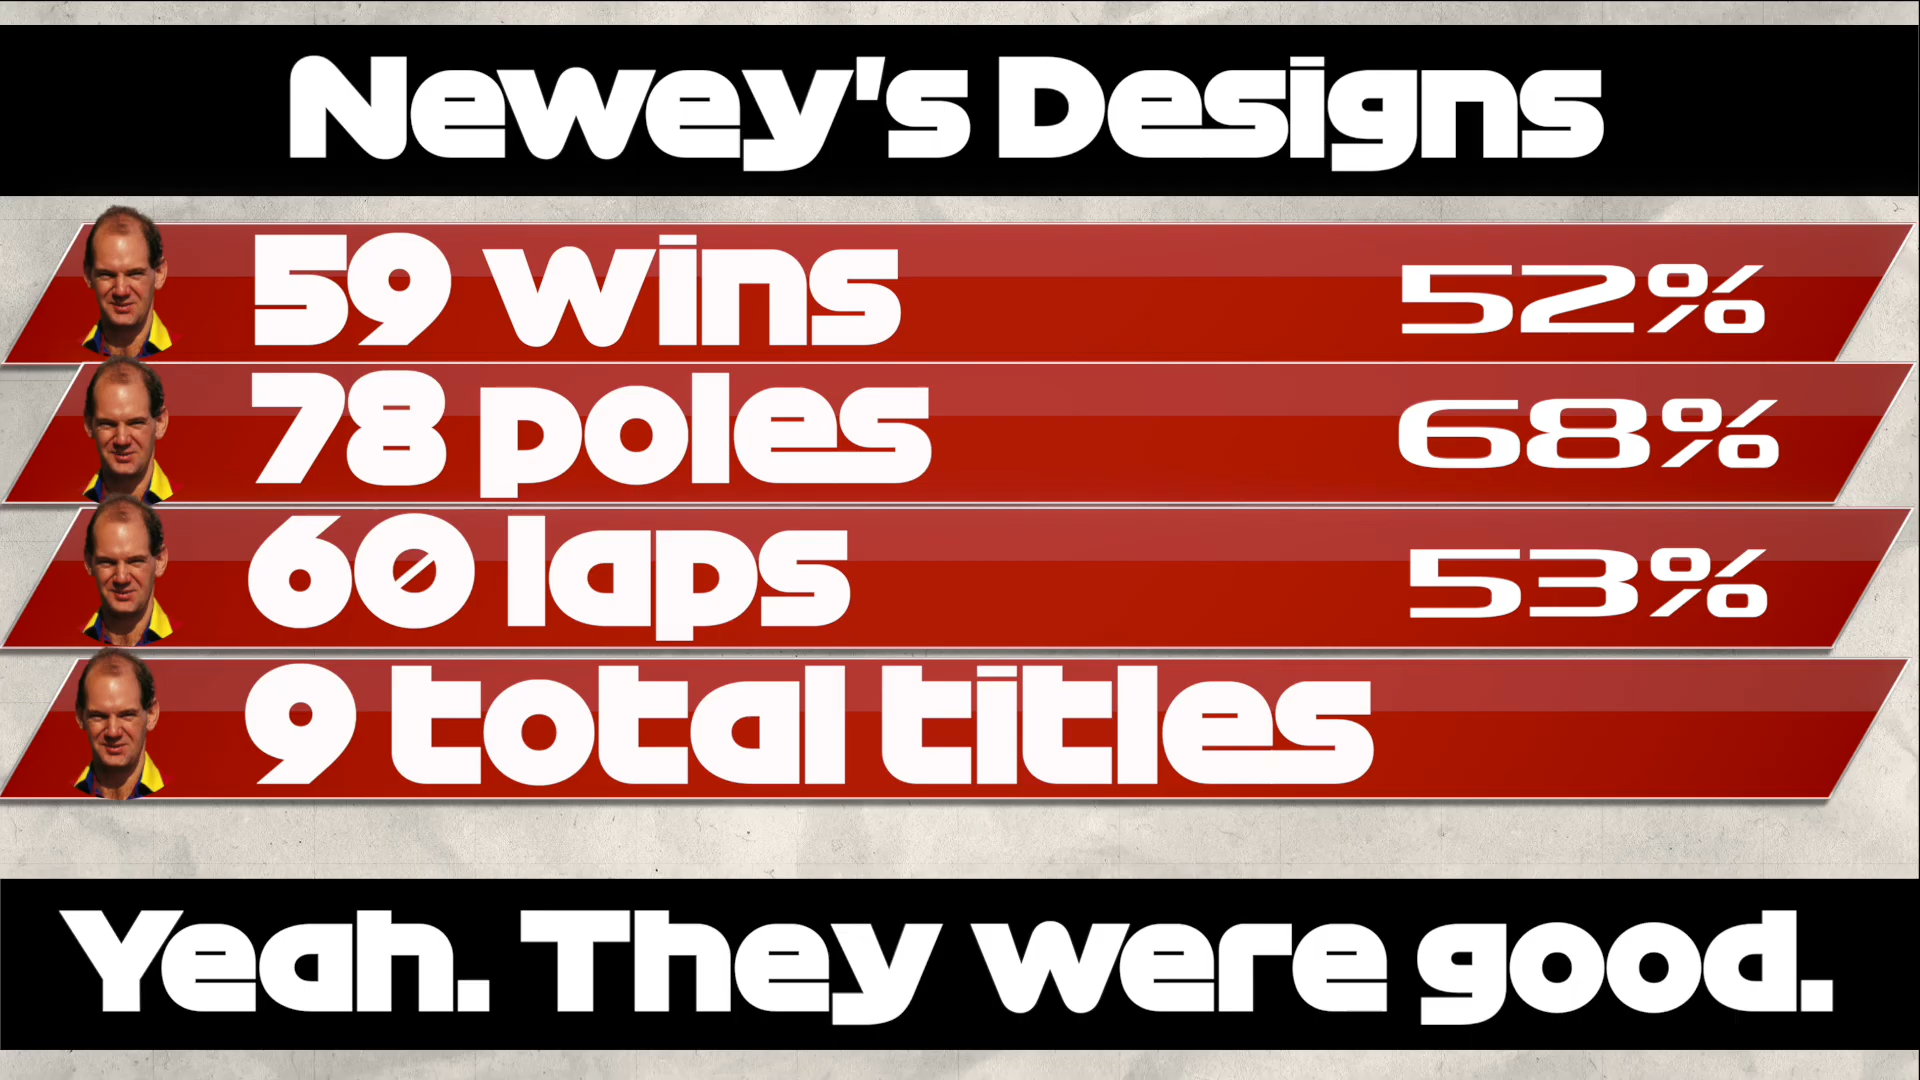 Newey's Designs
59 wins 52%
78 poles 68%
60 laps 53%
9 total titles
Yeah. They were good.